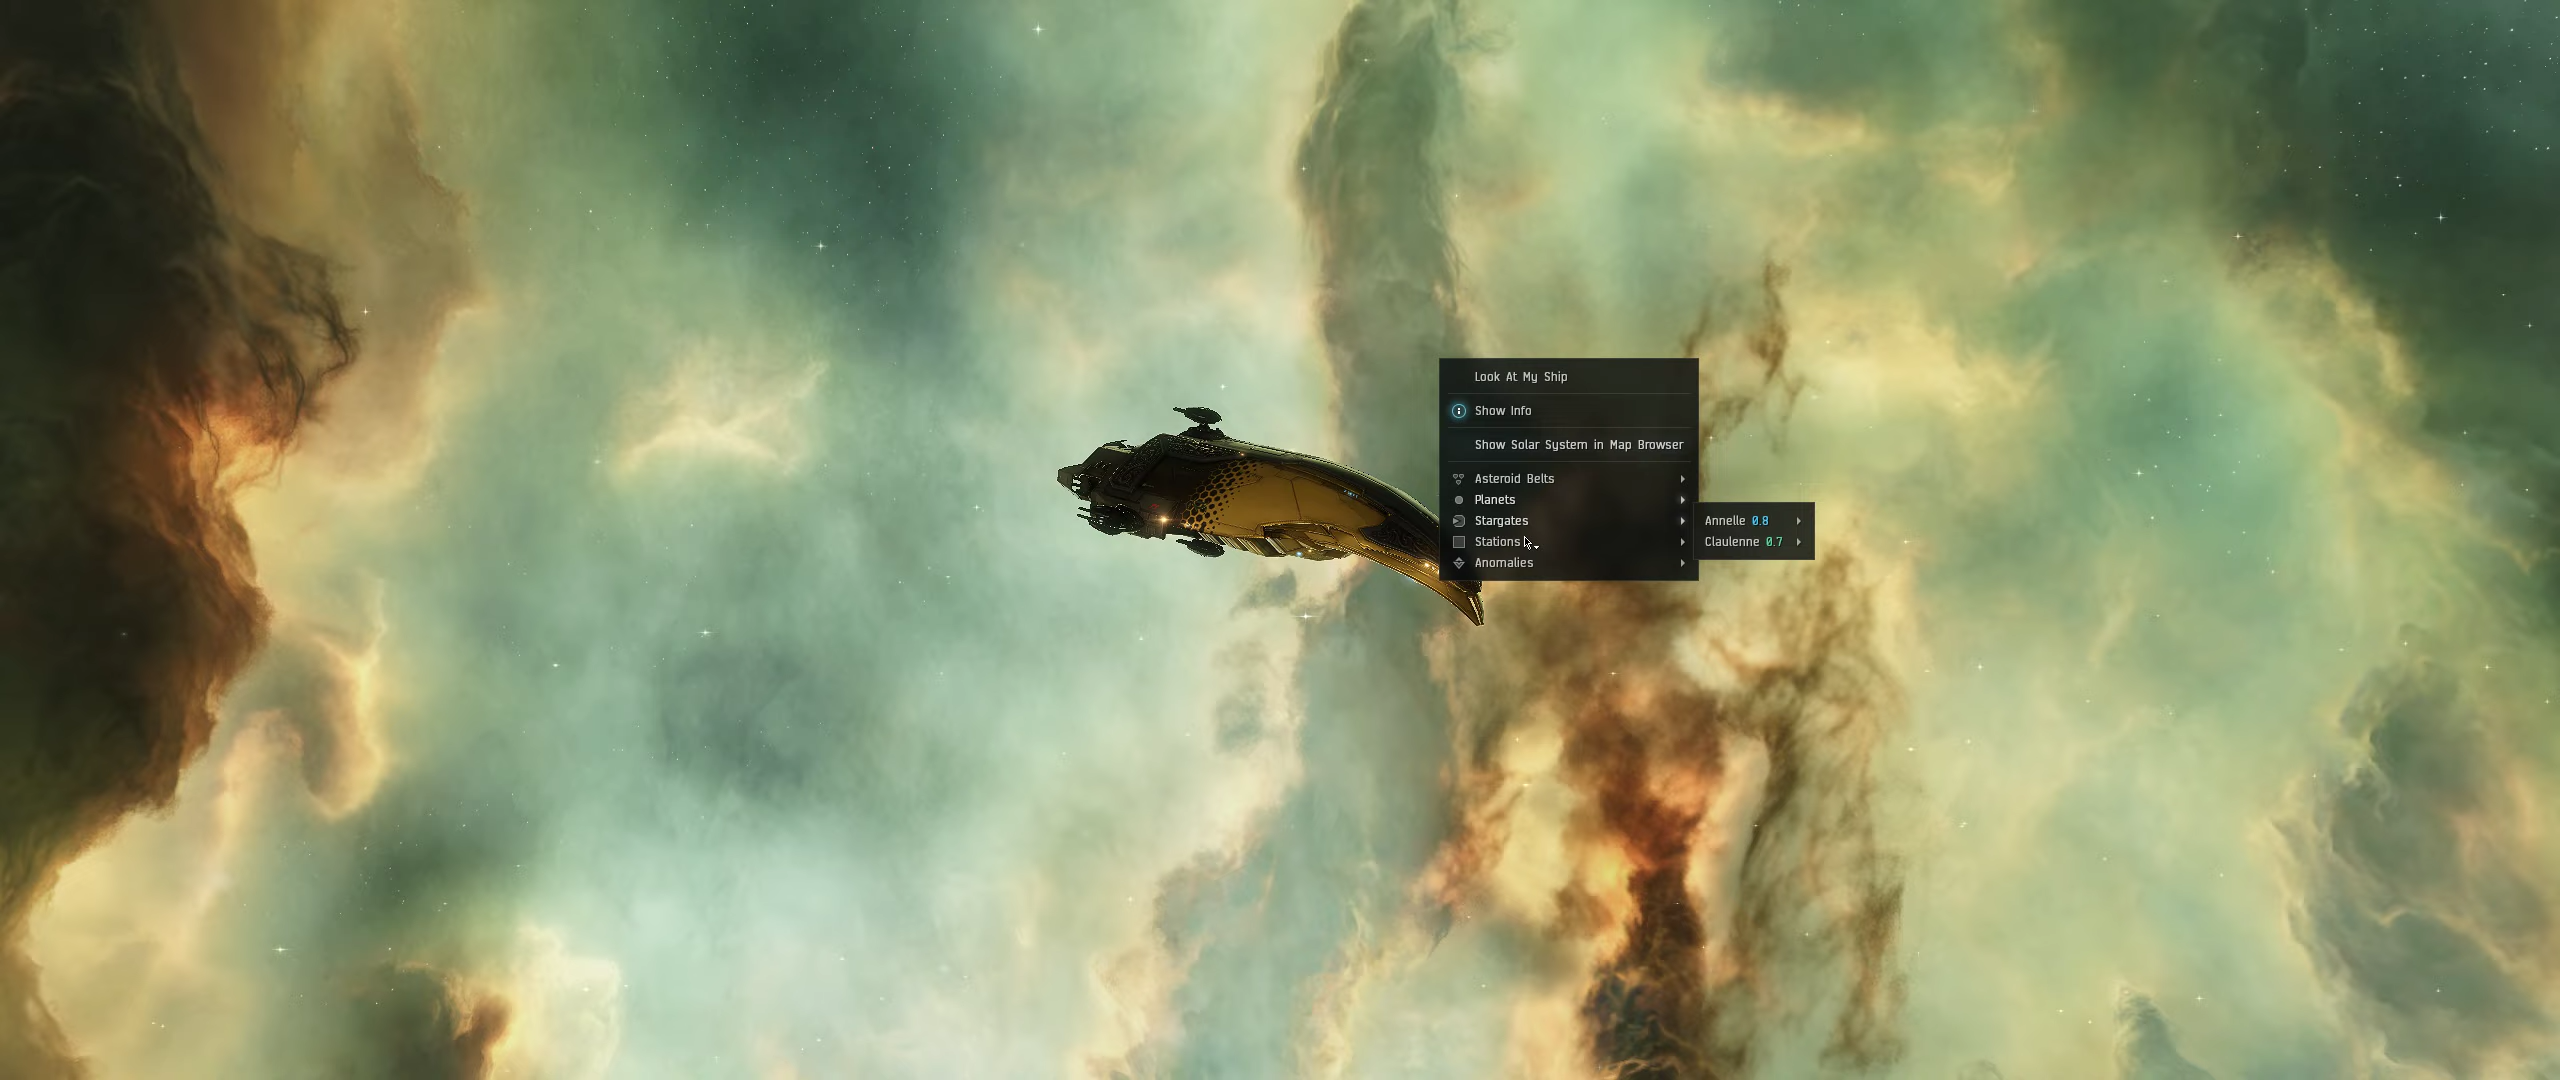 Look At My Ship
Show Info
Show Solar System in Map Browser
Asteroid Belts
Planets
Stargates
Stations
Anomalies
Annelle 0.8
Claulenne 0.7